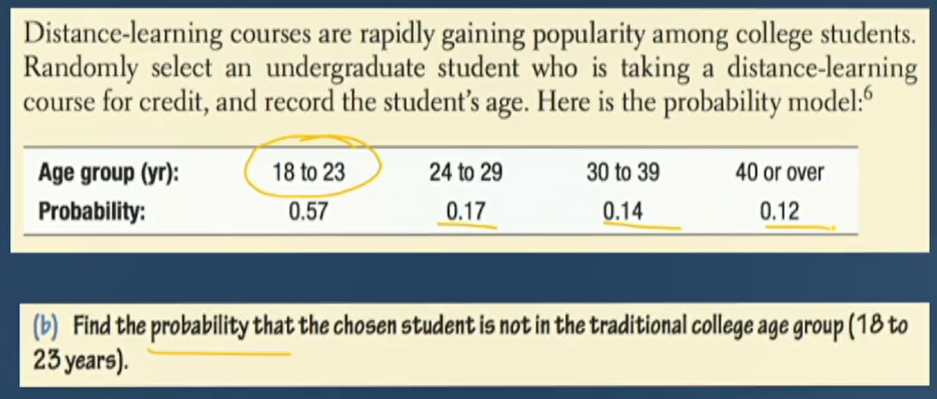 Distance-learning courses are rapidly gaining popularity among college students.
Randomly select an undergraduate student who is taking a distance-learning
course for credit, and record the student's age. Here is the probability model:⁶
Age group (yr): 18 to 23 24 to 29 30 to 39 40 or over
Probability: 0.57 0.17 0.14 0.12
(b) Find the probability that the chosen student is not in the traditional college age group (18 to
23 years).